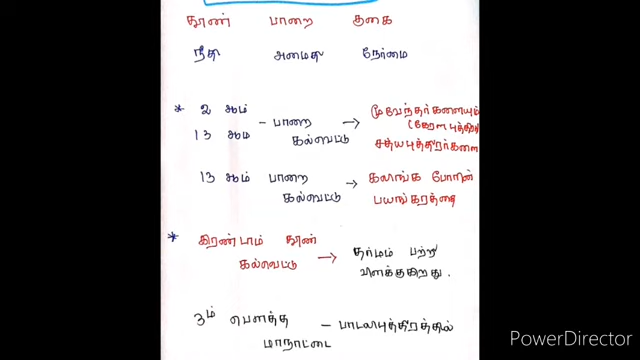 தூண் பாறை குகை
நீதி அமைதி நேர்மை
* 2 ஆம்
13 ஆம் - பாறை கல்வெட்டு → மூவேந்தர்களையும்
(கேரளபுத்திர
சத்யபுத்திரர்களை
13 ஆம் பாறை கல்வெட்டு → கலிங்க போரின்
பயங்கரத்தை
* இரண்டாம் தூண்
கல்வெட்டு → தர்மம் பற்றி
விளக்குகிறது.
3ம் பௌத்த - பாடலிபுத்திரத்தில்
மாநாட்டை
PowerDirector